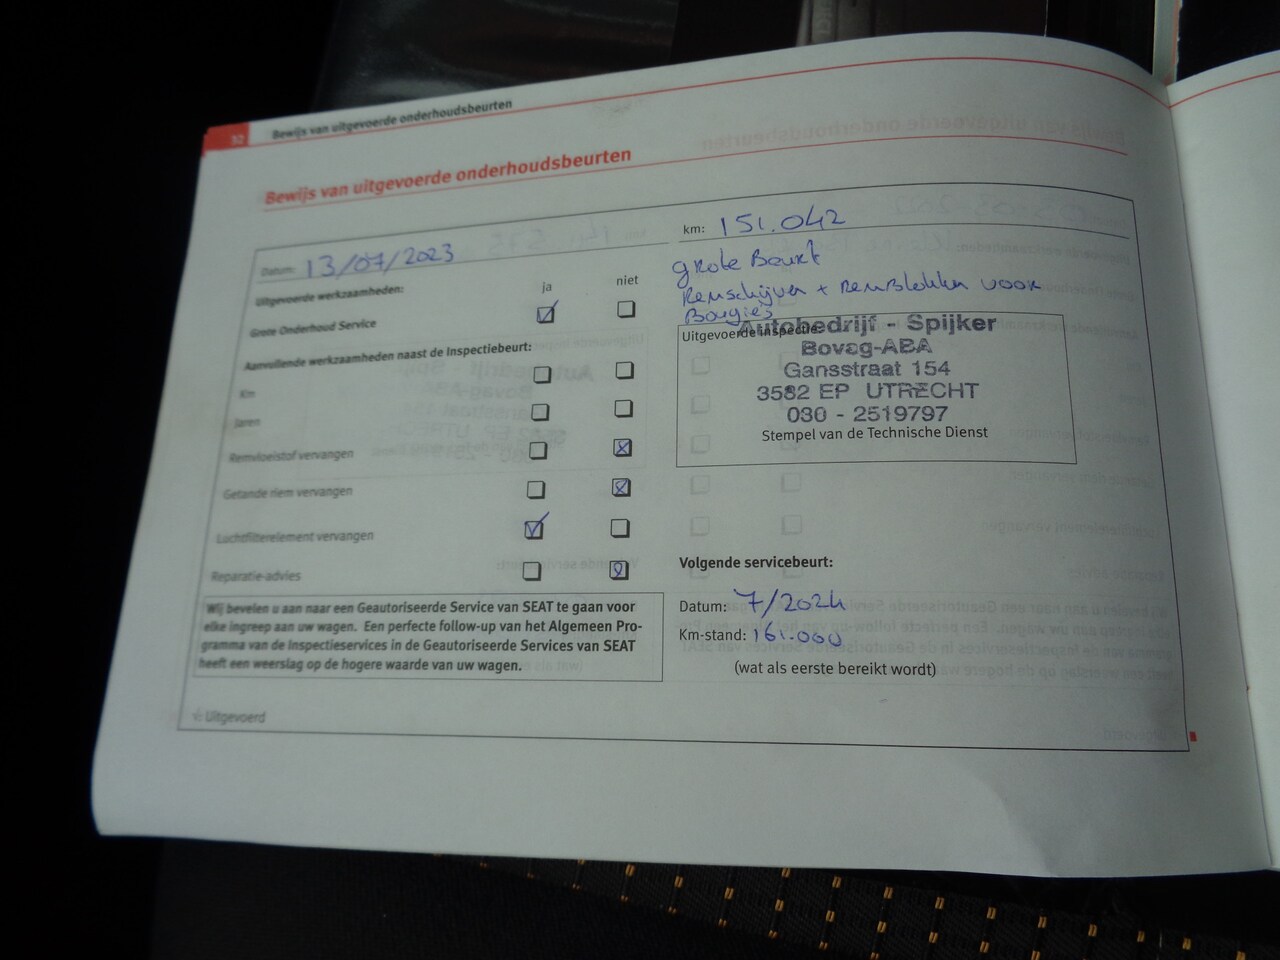 32 Bewijs van uitgevoerde onderhoudsbeurten
Bewijs van uitgevoerde onderhoudsbeurten
Datum: 13/07/2023
km: 151.042
Uitgevoerde werkzaamheden:
ja niet
Grote Onderhoud Service
Aanvullende werkzaamheden naast de Inspectiebeurt:
Km
Jaren
Remvloeistof vervangen
Getande riem vervangen
Luchtfilterelement vervangen
Reparatie-advies
Wij bevelen u aan naar een Geautoriseerde Service van SEAT te gaan voor
elke ingreep aan uw wagen. Een perfecte follow-up van het Algemeen Pro-
gramma van de Inspectieservices in de Geautoriseerde Services van SEAT
heeft een weerslag op de hogere waarde van uw wagen.
Uitgevoerd
grote Beurt
Remschijven + RemBlokken voor
Bougies
Uitgevoerde inspectie:
Autobedrijf - Spijker
Bovag-ABA
Gansstraat 154
3582 EP UTRECHT
030 - 2519797
Stempel van de Technische Dienst
Volgende servicebeurt:
Datum: 7/2024
Km-stand: 161.000
(wat als eerste bereikt wordt)